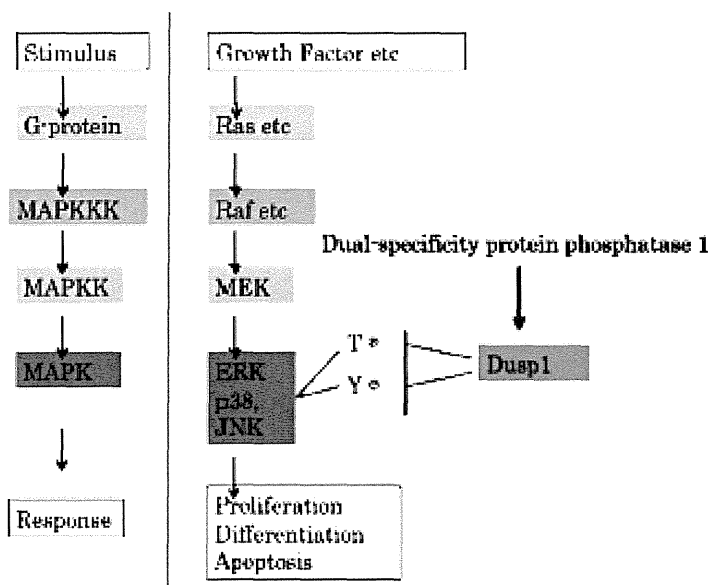 Stimulus
G-protein
MAPKKK
MAPKK
MAPK
Response
Growth Factor etc
Ras etc
Raf etc
MEK
ERK
p38,
JNK
Proliferation
Differentiation
Apoptosis
T
Y
Dual-specificity protein phosphatase 1
Dusp1